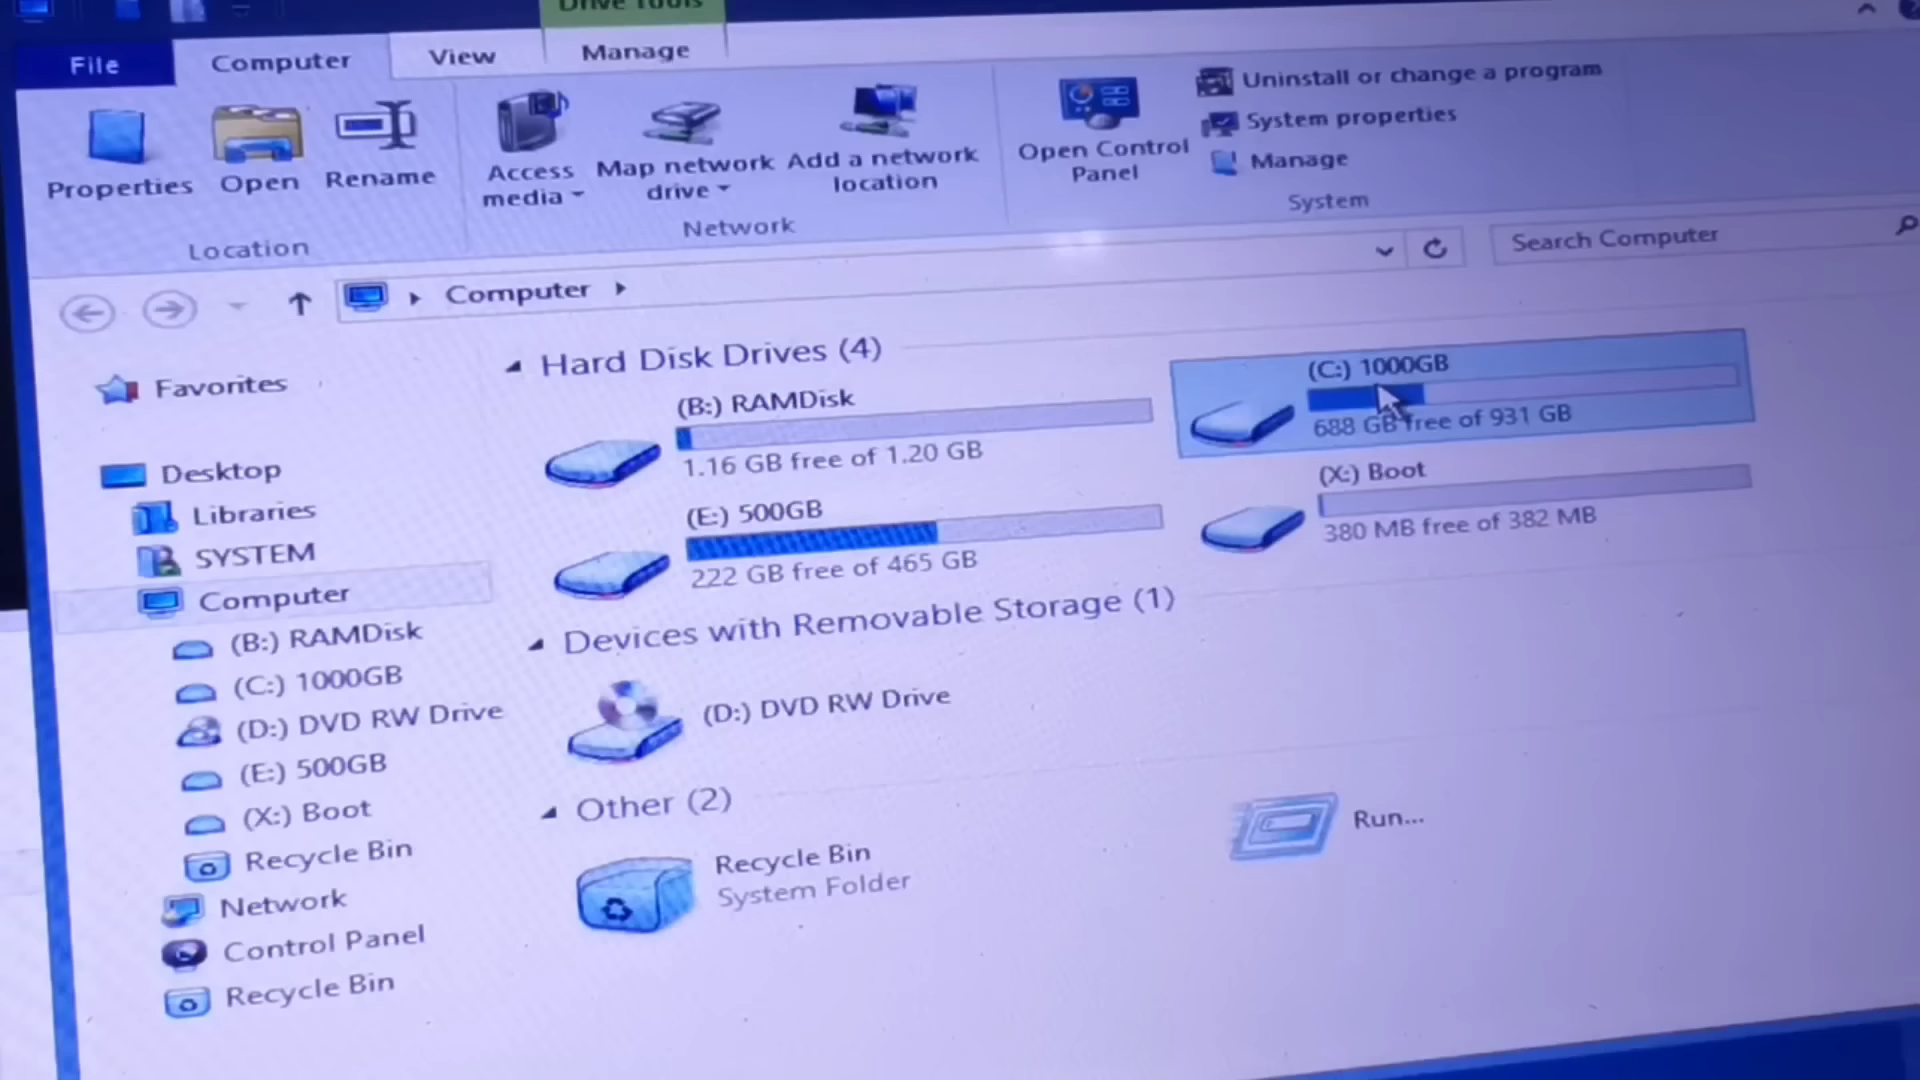 Drive Tools
File
Computer
View
Manage
Properties
Open
Rename
Access media
Map network drive
Add a network location
Open Control Panel
Uninstall or change a program
System properties
Manage
Location
Network
System
Computer
Search Computer
Favorites
Desktop
Libraries
SYSTEM
Computer
(B:) RAMDisk
(C:) 1000GB
(D:) DVD RW Drive
(E:) 500GB
(X:) Boot
Recycle Bin
Network
Control Panel
Recycle Bin
Hard Disk Drives (4)
(B:) RAMDisk
1.16 GB free of 1.20 GB
(C:) 1000GB
688 GB free of 931 GB
(E:) 500GB
222 GB free of 465 GB
(X:) Boot
380 MB free of 382 MB
Devices with Removable Storage (1)
(D:) DVD RW Drive
Other (2)
Recycle Bin
System Folder
Run...